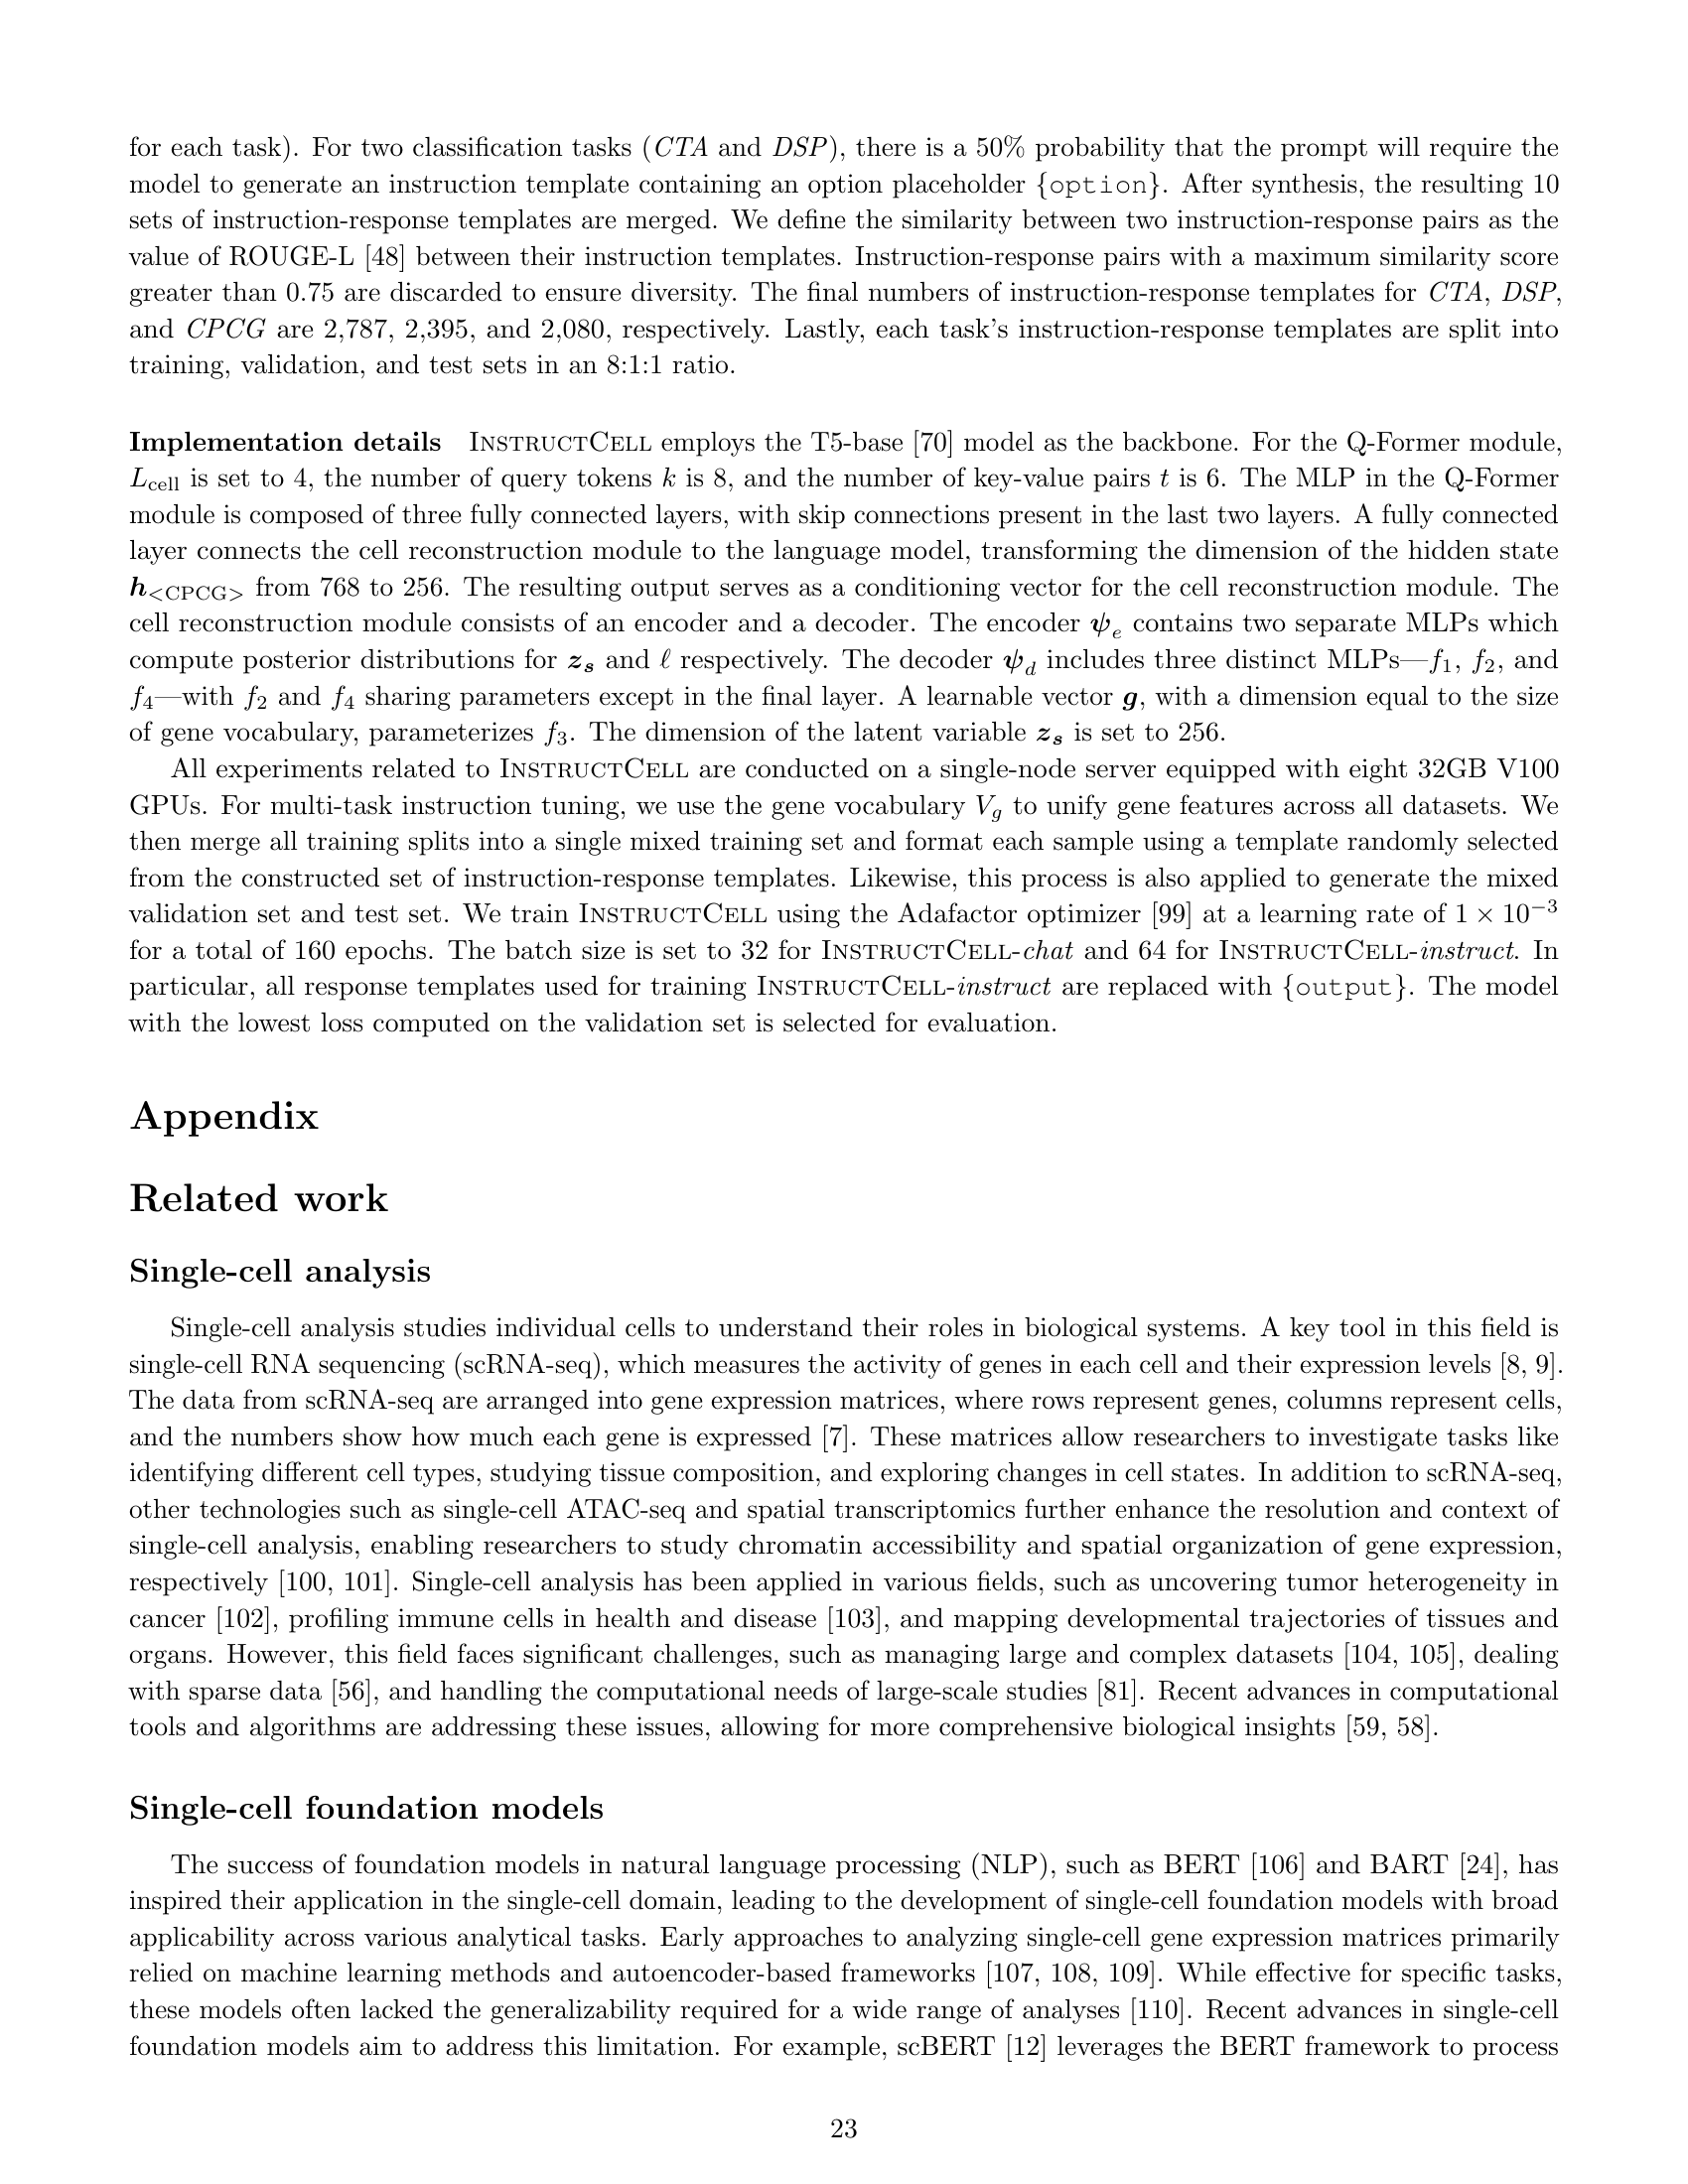 for each task). For two classification tasks (CTA and DSP), there is a 50% probability that the prompt will require the
model to generate an instruction template containing an option placeholder {option}. After synthesis, the resulting 10
sets of instruction-response templates are merged. We define the similarity between two instruction-response pairs as the
value of ROUGE-L [48] between their instruction templates. Instruction-response pairs with a maximum similarity score
greater than 0.75 are discarded to ensure diversity. The final numbers of instruction-response templates for CTA, DSP,
and CPCG are 2,787, 2,395, and 2,080, respectively. Lastly, each task's instruction-response templates are split into
training, validation, and test sets in an 8:1:1 ratio.
Implementation details INSTRUCTCELL employs the T5-base [70] model as the backbone. For the Q-Former module,
L_cell is set to 4, the number of query tokens k is 8, and the number of key-value pairs t is 6. The MLP in the Q-Former
module is composed of three fully connected layers, with skip connections present in the last two layers. A fully connected
layer connects the cell reconstruction module to the language model, transforming the dimension of the hidden state
h_<CPCG> from 768 to 256. The resulting output serves as a conditioning vector for the cell reconstruction module. The
cell reconstruction module consists of an encoder and a decoder. The encoder ψ_e contains two separate MLPs which
compute posterior distributions for z_s and ℓ respectively. The decoder ψ_d includes three distinct MLPs—f_1, f_2, and
f_4—with f_2 and f_4 sharing parameters except in the final layer. A learnable vector g, with a dimension equal to the size
of gene vocabulary, parameterizes f_3. The dimension of the latent variable z_s is set to 256.
All experiments related to INSTRUCTCELL are conducted on a single-node server equipped with eight 32GB V100
GPUs. For multi-task instruction tuning, we use the gene vocabulary V_g to unify gene features across all datasets. We
then merge all training splits into a single mixed training set and format each sample using a template randomly selected
from the constructed set of instruction-response templates. Likewise, this process is also applied to generate the mixed
validation set and test set. We train INSTRUCTCELL using the Adafactor optimizer [99] at a learning rate of 1 × 10^−3
for a total of 160 epochs. The batch size is set to 32 for INSTRUCTCELL-chat and 64 for INSTRUCTCELL-instruct. In
particular, all response templates used for training INSTRUCTCELL-instruct are replaced with {output}. The model
with the lowest loss computed on the validation set is selected for evaluation.
Appendix
Related work
Single-cell analysis
Single-cell analysis studies individual cells to understand their roles in biological systems. A key tool in this field is
single-cell RNA sequencing (scRNA-seq), which measures the activity of genes in each cell and their expression levels [8, 9].
The data from scRNA-seq are arranged into gene expression matrices, where rows represent genes, columns represent cells,
and the numbers show how much each gene is expressed [7]. These matrices allow researchers to investigate tasks like
identifying different cell types, studying tissue composition, and exploring changes in cell states. In addition to scRNA-seq,
other technologies such as single-cell ATAC-seq and spatial transcriptomics further enhance the resolution and context of
single-cell analysis, enabling researchers to study chromatin accessibility and spatial organization of gene expression,
respectively [100, 101]. Single-cell analysis has been applied in various fields, such as uncovering tumor heterogeneity in
cancer [102], profiling immune cells in health and disease [103], and mapping developmental trajectories of tissues and
organs. However, this field faces significant challenges, such as managing large and complex datasets [104, 105], dealing
with sparse data [56], and handling the computational needs of large-scale studies [81]. Recent advances in computational
tools and algorithms are addressing these issues, allowing for more comprehensive biological insights [59, 58].
Single-cell foundation models
The success of foundation models in natural language processing (NLP), such as BERT [106] and BART [24], has
inspired their application in the single-cell domain, leading to the development of single-cell foundation models with broad
applicability across various analytical tasks. Early approaches to analyzing single-cell gene expression matrices primarily
relied on machine learning methods and autoencoder-based frameworks [107, 108, 109]. While effective for specific tasks,
these models often lacked the generalizability required for a wide range of analyses [110]. Recent advances in single-cell
foundation models aim to address this limitation. For example, scBERT [12] leverages the BERT framework to process
23